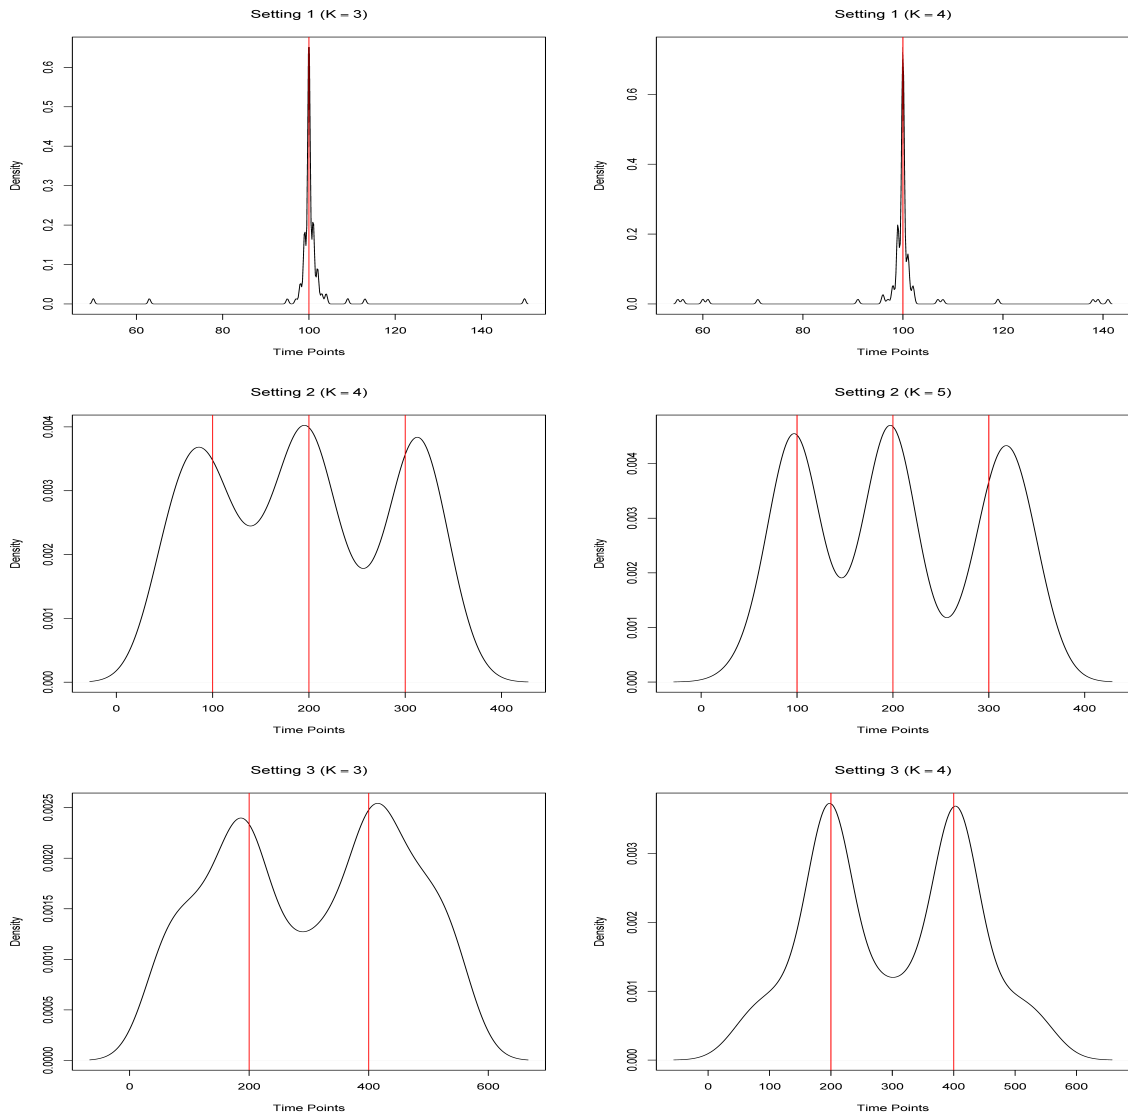 Setting 1 (K = 3)
Density
0.0 0.1 0.2 0.3 0.4 0.5 0.6
60 80 100 120 140
Time Points
Setting 1 (K = 4)
Density
0.0 0.2 0.4 0.6
60 80 100 120 140
Time Points
Setting 2 (K = 4)
Density
0.000 0.001 0.002 0.003 0.004
0 100 200 300 400
Time Points
Setting 2 (K = 5)
Density
0.000 0.001 0.002 0.003 0.004
0 100 200 300 400
Time Points
Setting 3 (K = 3)
Density
0.0000 0.0005 0.0010 0.0015 0.0020 0.0025
0 200 400 600
Time Points
Setting 3 (K = 4)
Density
0.000 0.001 0.002 0.003
0 100 200 300 400 500 600
Time Points